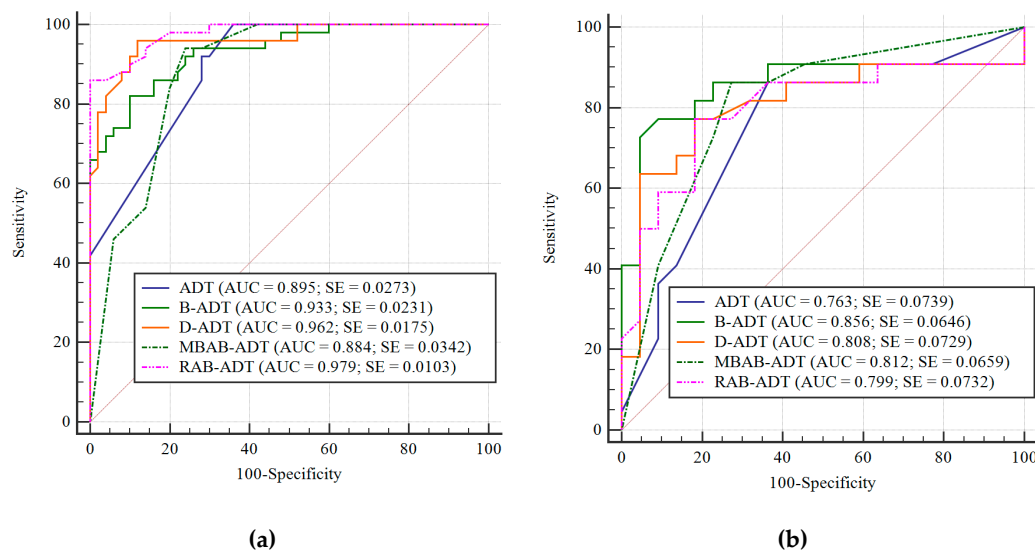 100
80
60
40
20
0
Sensitivity
ADT (AUC = 0.895; SE = 0.0273)
B-ADT (AUC = 0.933; SE = 0.0231)
D-ADT (AUC = 0.962; SE = 0.0175)
MBAB-ADT (AUC = 0.884; SE = 0.0342)
RAB-ADT (AUC = 0.979; SE = 0.0103)
0 20 40 60 80 100
100-Specificity
(a)
100
80
60
40
20
0
Sensitivity
ADT (AUC = 0.763; SE = 0.0739)
B-ADT (AUC = 0.856; SE = 0.0646)
D-ADT (AUC = 0.808; SE = 0.0729)
MBAB-ADT (AUC = 0.812; SE = 0.0659)
RAB-ADT (AUC = 0.799; SE = 0.0732)
0 20 40 60 80 100
100-Specificity
(b)